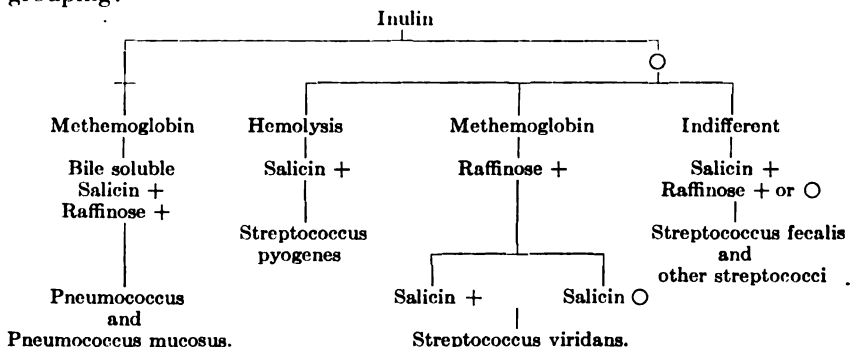 grouping:
Inulin
+ ○
Methemoglobin Hemolysis Methemoglobin Indifferent
Bile soluble Salicin + Raffinose + Salicin +
Salicin + Raffinose + or ○
Raffinose +
Streptococcus Streptococcus fecalis
pyogenes and
other streptococci
Salicin + Salicin ○
Pneumococcus
and
Pneumococcus mucosus. Streptococcus viridans.